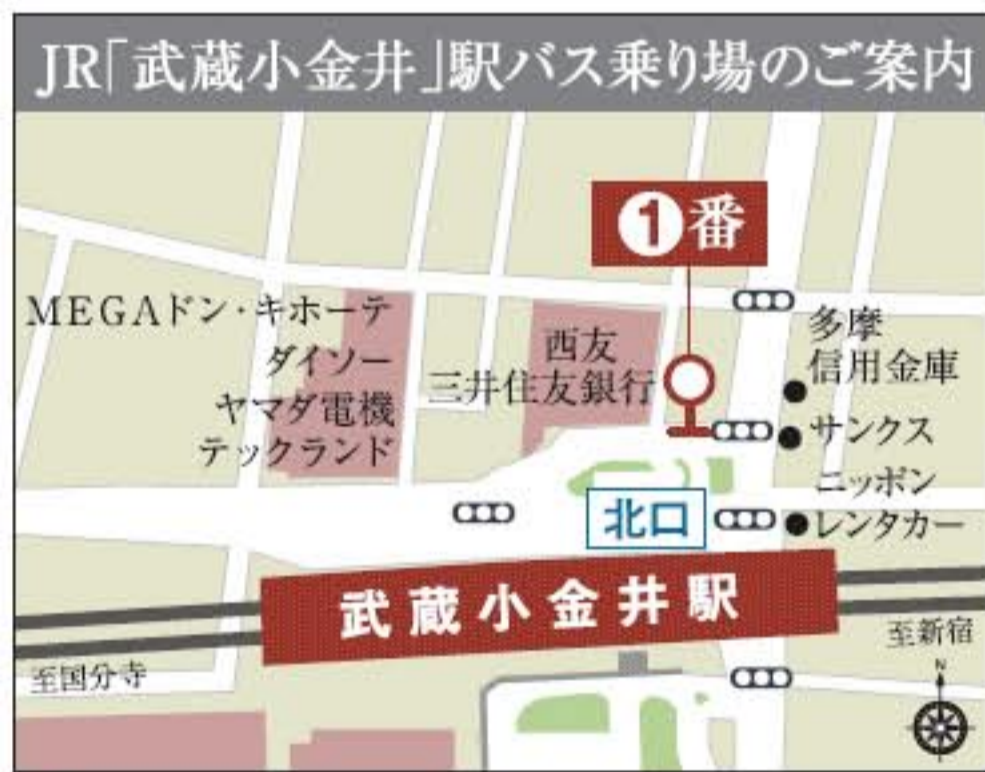 JR「武蔵小金井」駅バス乗り場のご案内
❶番
MEGAドン・キホーテ
ダイソー
ヤマダ電機
テックランド
西友
三井住友銀行
多摩
信用金庫
サンクス
ニッポン
レンタカー
北口
武蔵小金井駅
至国分寺
至新宿
N